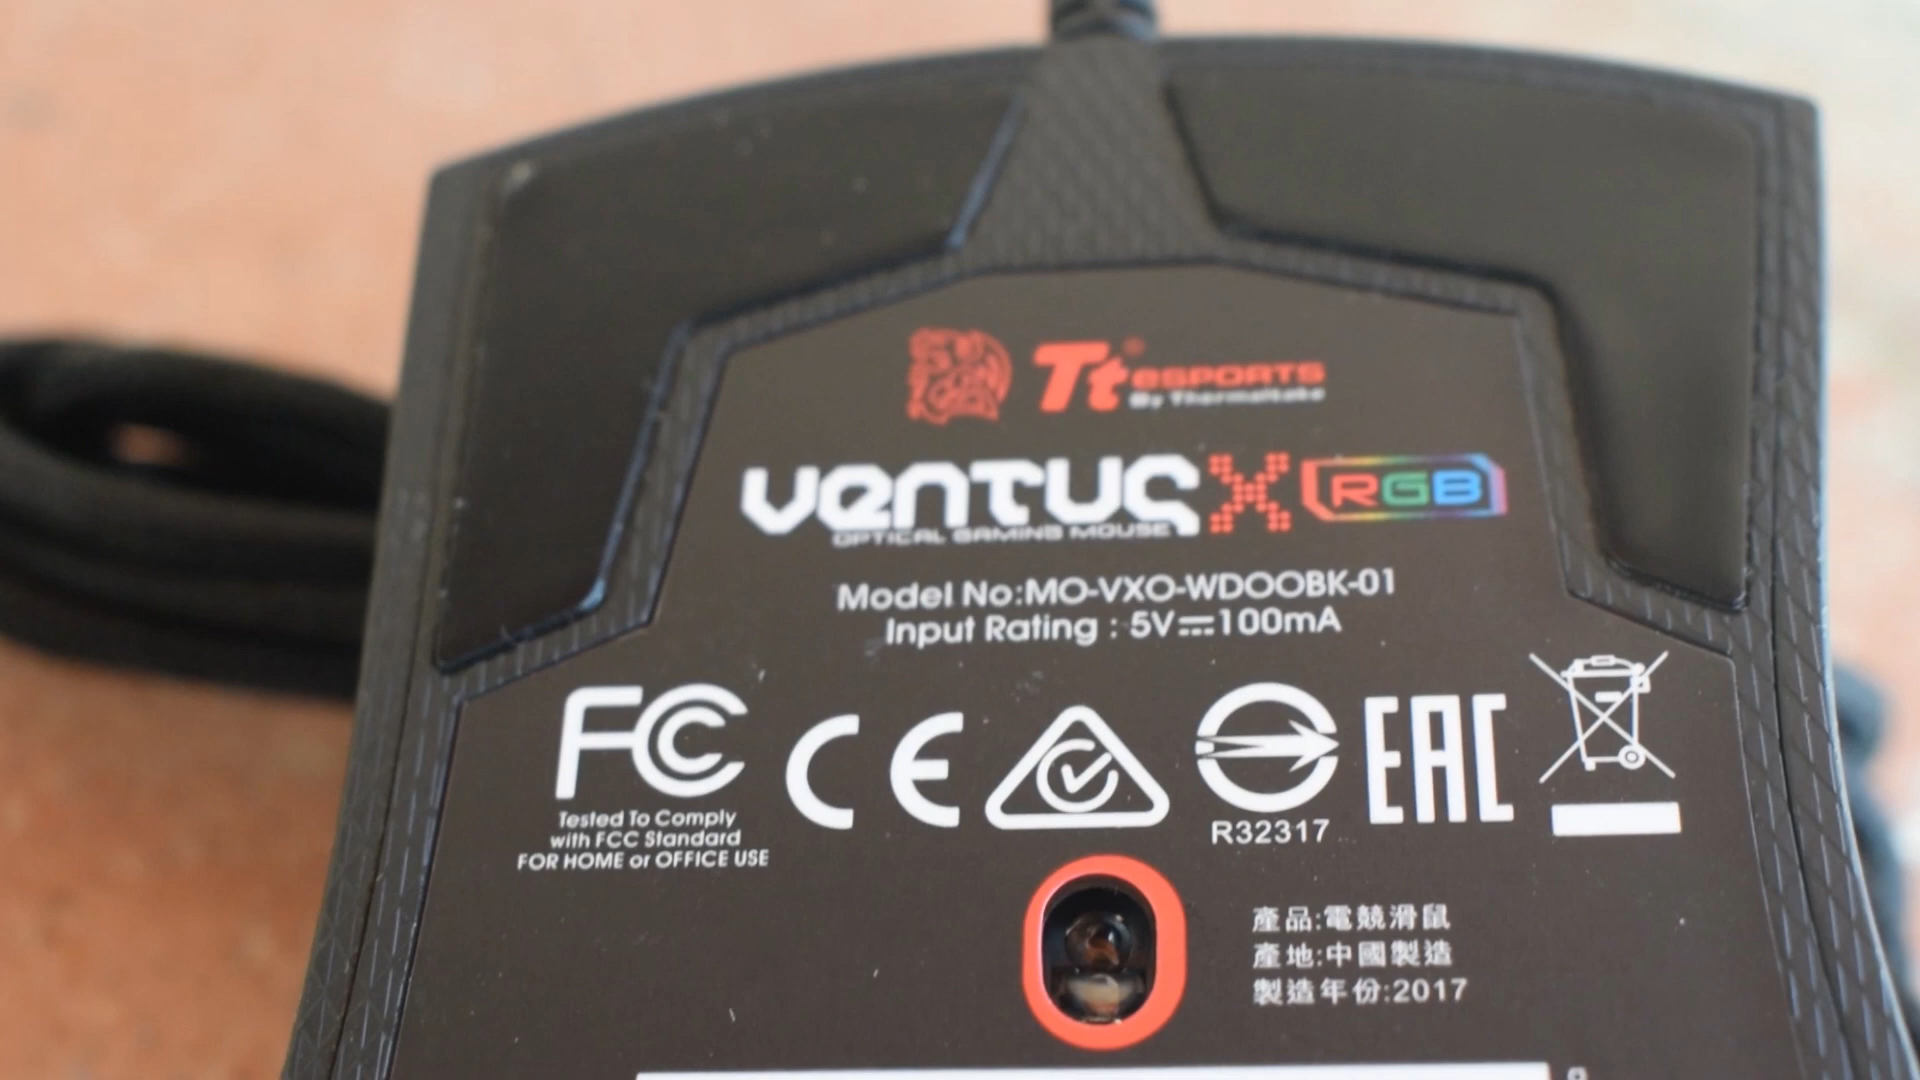 Tt® eSPORTS
By Thermaltake
VENTUS X RGB
OPTICAL GAMING MOUSE
Model No:MO-VXO-WDOOBK-01
Input Rating : 5V⎓100mA
FC CE EAC
Tested To Comply
with FCC Standard
FOR HOME or OFFICE USE
R32317
產品:電競滑鼠
產地:中國製造
製造年份:2017